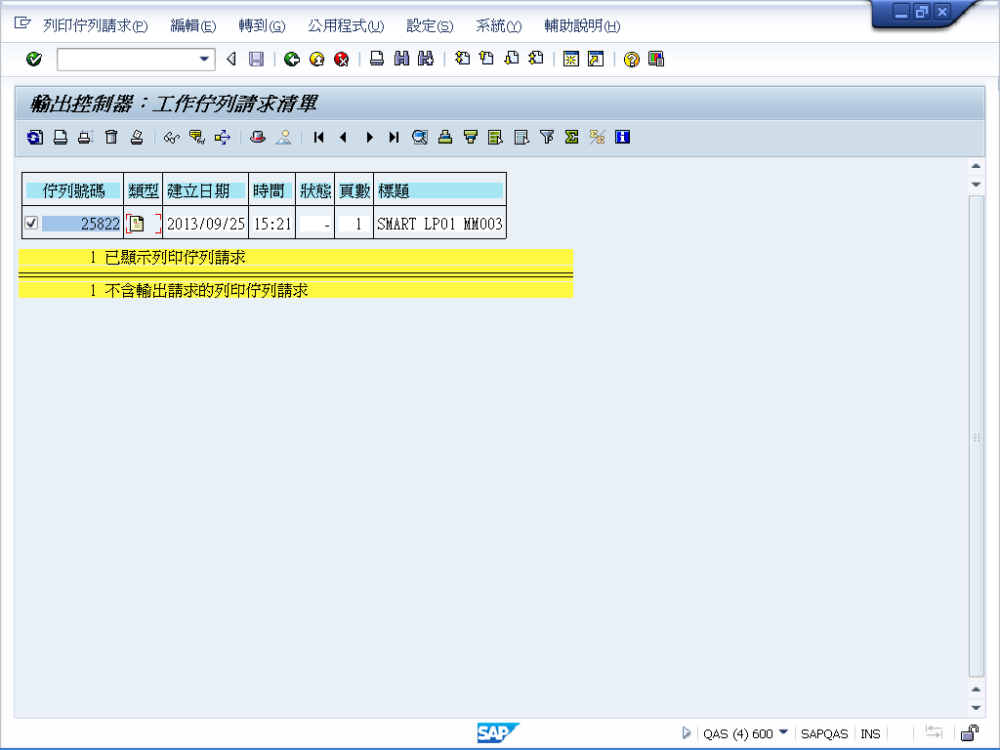 列印佇列請求(P) 編輯(E) 轉到(G) 公用程式(U) 設定(S) 系統(Y) 輔助說明(H)
輸出控制器：工作佇列請求清單
佇列號碼 類型 建立日期 時間 狀態 頁數 標題
25822 2013/09/25 15:21 - 1 SMART LP01 MM003
1 已顯示列印佇列請求
1 不含輸出請求的列印佇列請求
SAP QAS (4) 600 SAPQAS INS